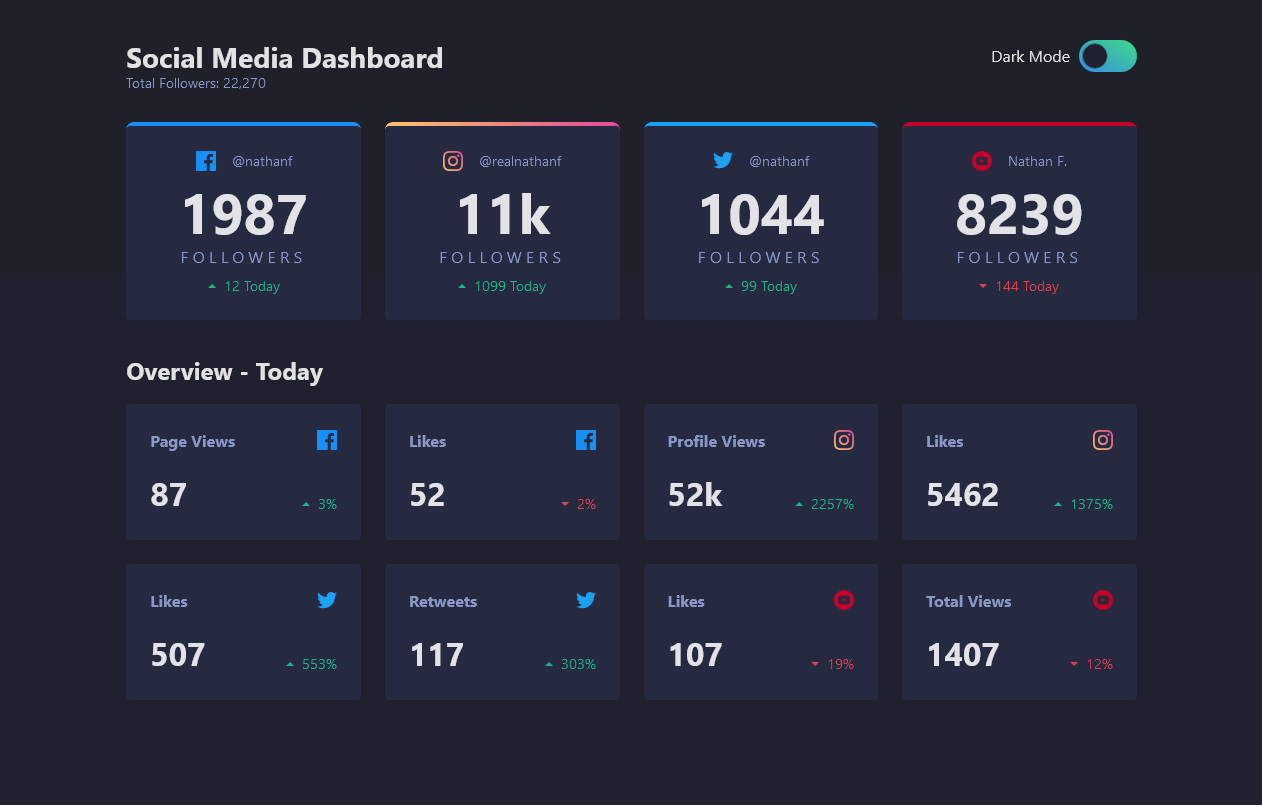 Social Media Dashboard
Total Followers: 22,270
Dark Mode
@nathanf
1987
FOLLOWERS
12 Today
@realnathanf
11k
FOLLOWERS
1099 Today
@nathanf
1044
FOLLOWERS
99 Today
Nathan F.
8239
FOLLOWERS
144 Today
Overview - Today
Page Views
87
3%
Likes
52
2%
Profile Views
52k
2257%
Likes
5462
1375%
Likes
507
553%
Retweets
117
303%
Likes
107
19%
Total Views
1407
12%